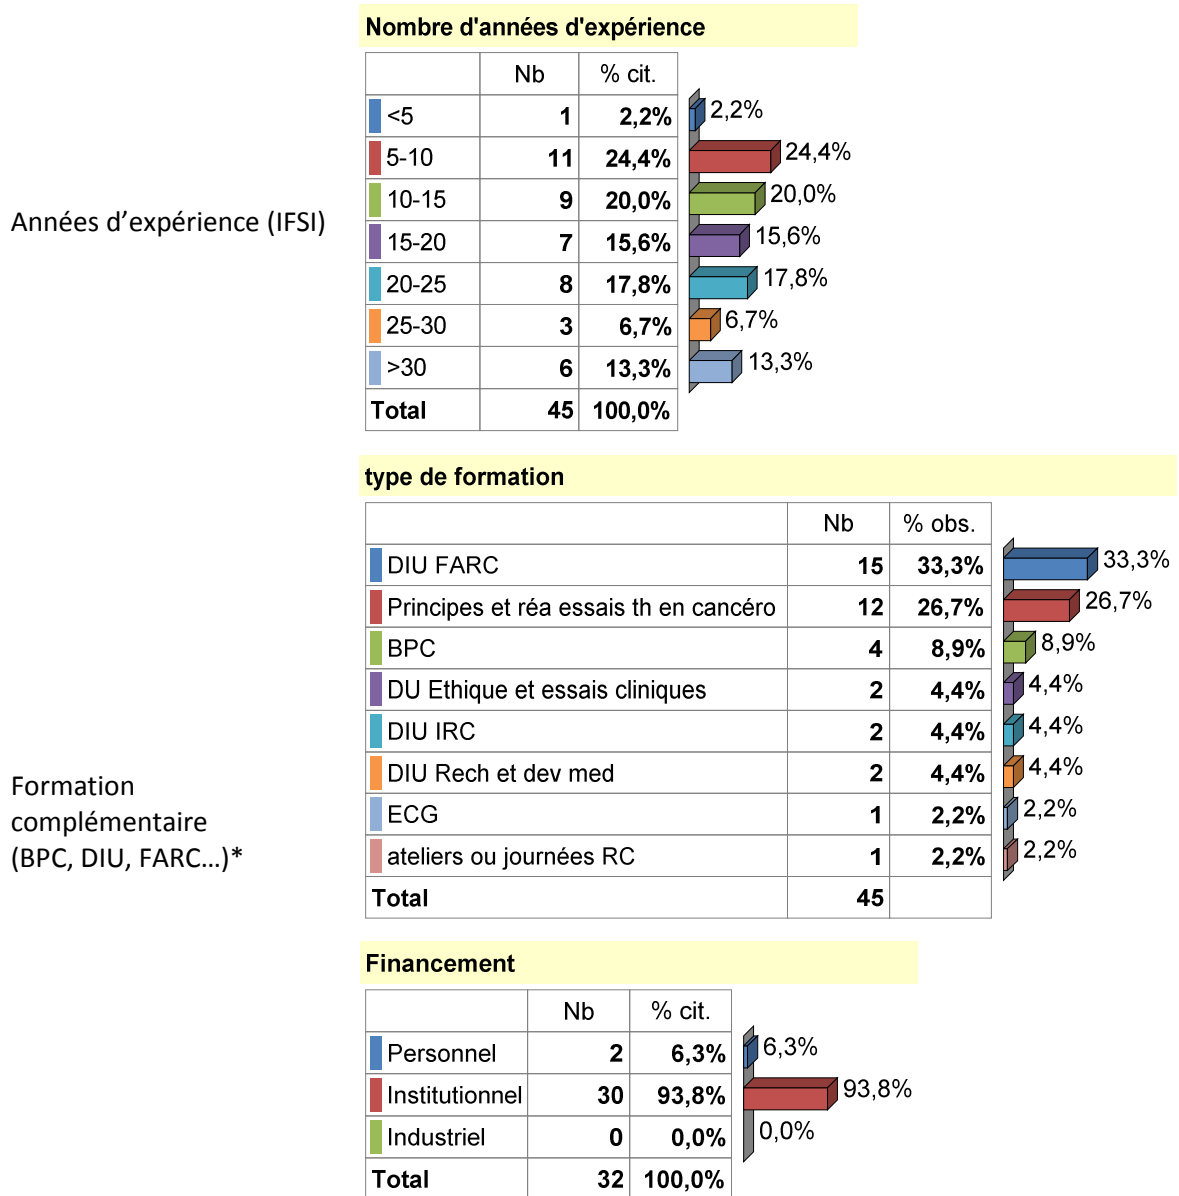 Nombre d'années d'expérience
Nb % cit.
<5 1 2,2% 2,2%
5-10 11 24,4% 24,4%
10-15 9 20,0% 20,0%
Années d’expérience (IFSI)
15-20 7 15,6% 15,6%
20-25 8 17,8% 17,8%
25-30 3 6,7% 6,7%
>30 6 13,3% 13,3%
Total 45 100,0%
type de formation
Nb % obs.
DIU FARC 15 33,3% 33,3%
Principes et réa essais th en cancéro 12 26,7% 26,7%
BPC 4 8,9% 8,9%
DU Ethique et essais cliniques 2 4,4% 4,4%
DIU IRC 2 4,4% 4,4%
DIU Rech et dev med 2 4,4% 4,4%
ECG 1 2,2% 2,2%
ateliers ou journées RC 1 2,2% 2,2%
Total 45
Formation
complémentaire
(BPC, DIU, FARC…)*
Financement
Nb % cit.
Personnel 2 6,3% 6,3%
Institutionnel 30 93,8% 93,8%
Industriel 0 0,0% 0,0%
Total 32 100,0%